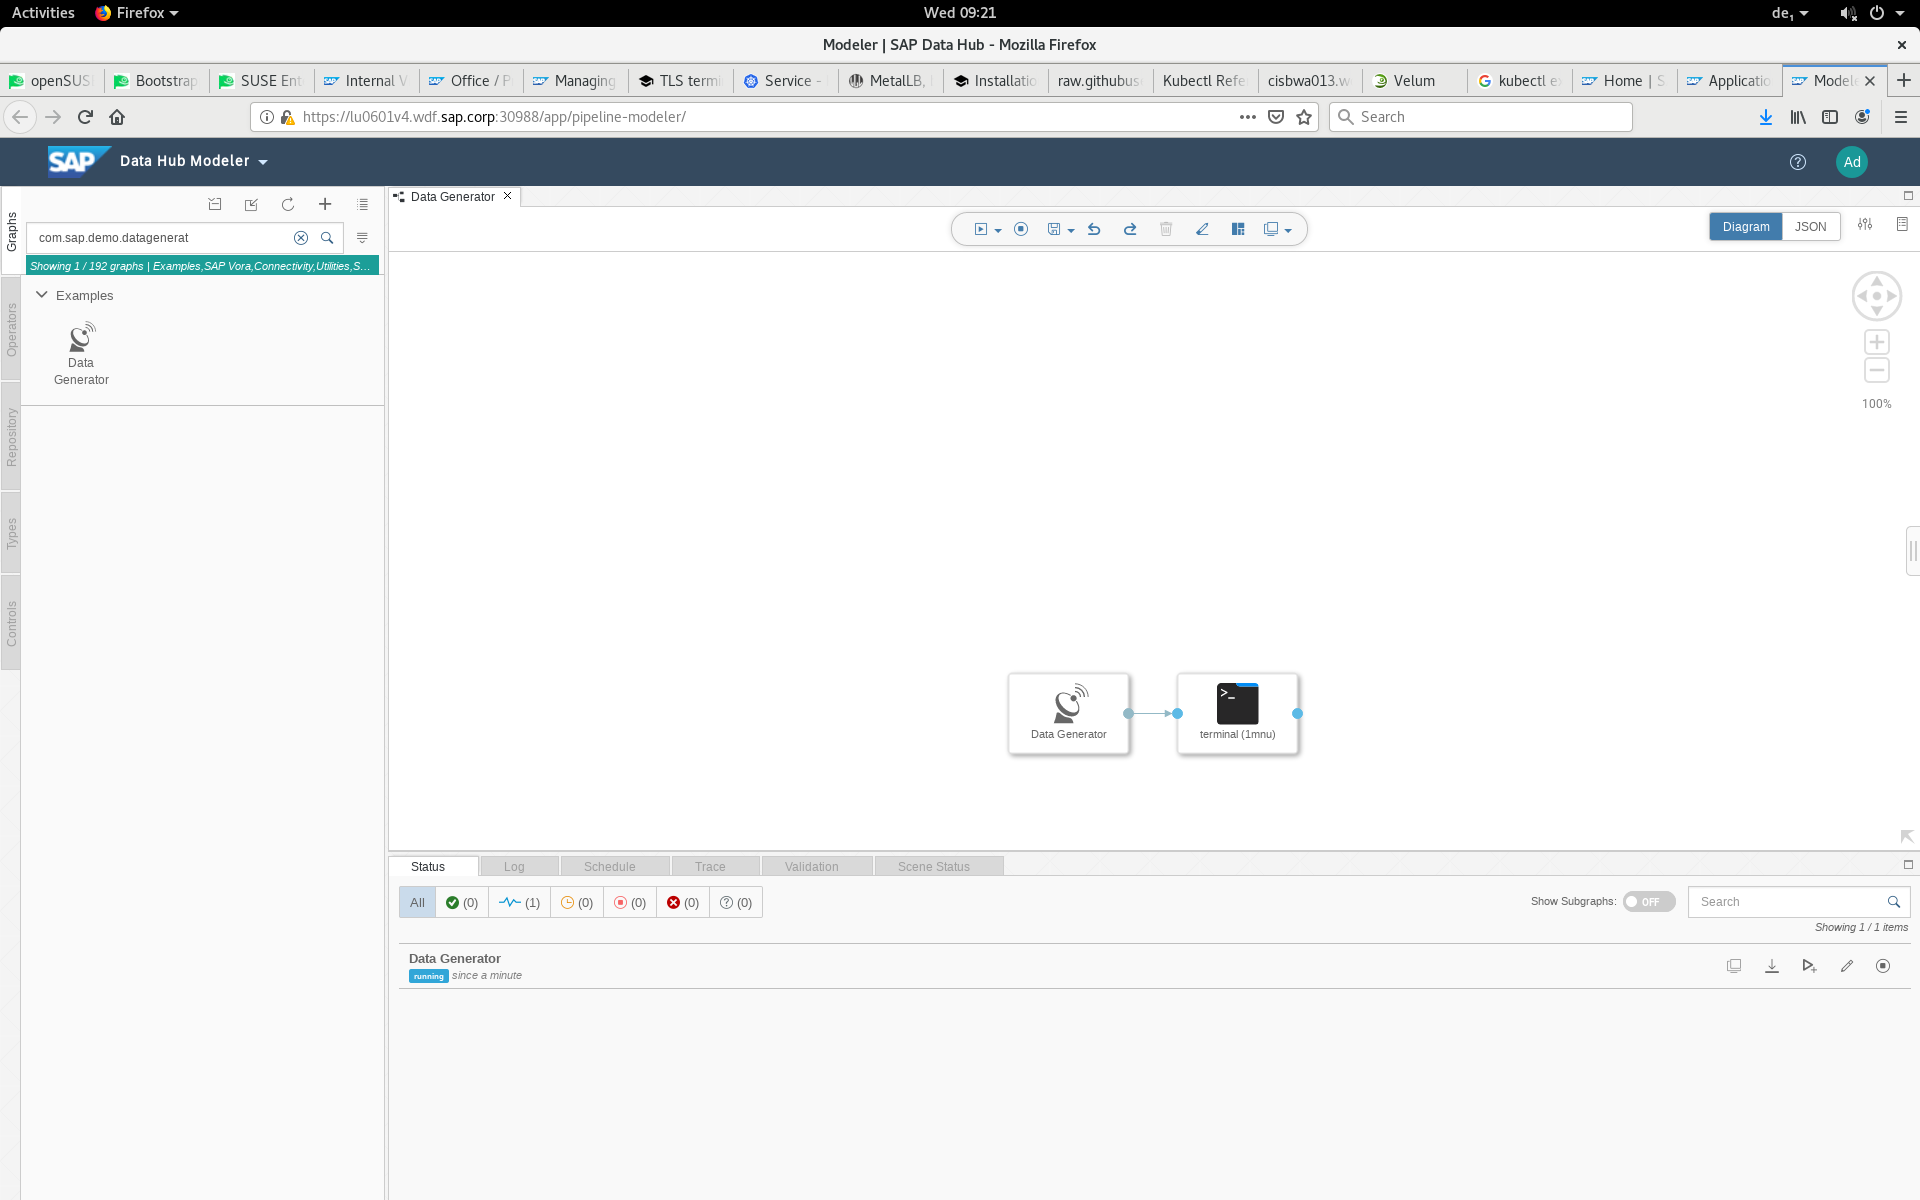 Activities Firefox Wed 09:21 de₁
Modeler | SAP Data Hub - Mozilla Firefox
openSUS Bootstrap SUSE Ent Internal V Office / P Managing TLS termi Service - MetalLB, Installatio raw.githubus Kubectl Refe cisbwa013.w Velum kubectl ex Home | S Applicatio Modele
https://lu0601v4.wdf.sap.corp:30988/app/pipeline-modeler/ Search
SAP Data Hub Modeler Ad
Graphs
Operators
Repository
Types
Controls
com.sap.demo.datagenerat
Showing 1 / 192 graphs | Examples,SAP Vora,Connectivity,Utilities,S...
Examples
Data
Generator
Data Generator
Diagram JSON
100%
Data Generator
>_
terminal (1mnu)
Status Log Schedule Trace Validation Scene Status
All (0) (1) (0) (0) (0) (0) Show Subgraphs: OFF Search
Showing 1 / 1 items
Data Generator
running since a minute